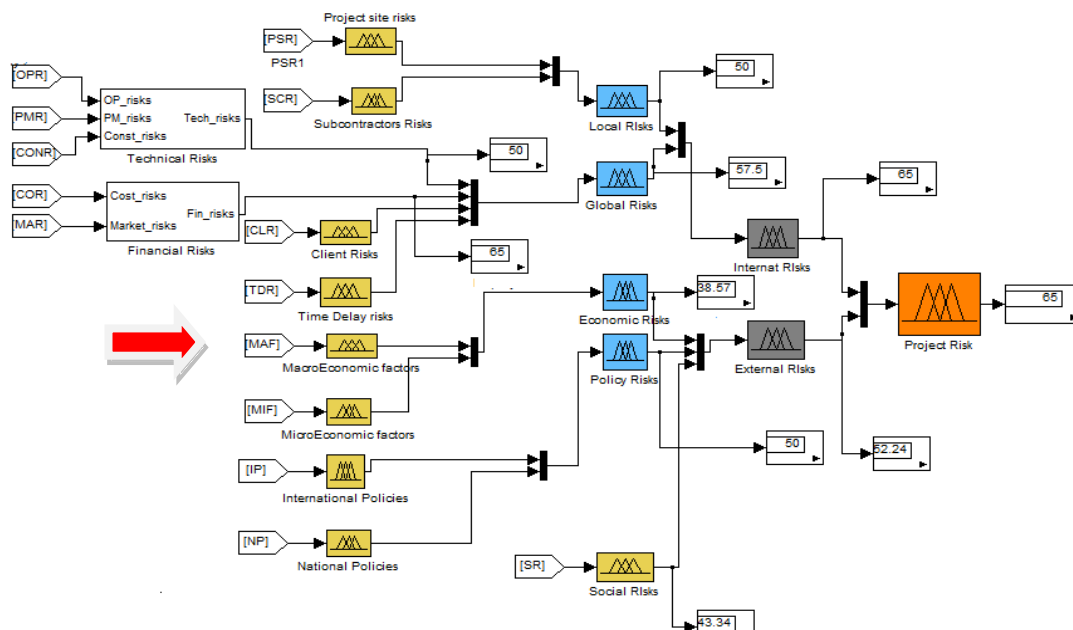 Project site risks
[PSR]
PSR1
[OPR]
[SCR]
Subcontractors Risks
OP_risks
PM_risks
Tech_risks
Const_risks
Technical Risks
[PMR]
[CONR]
Local RIsks
50
50
57.5
65
[COR]
Cost_risks
Fin_risks
[MAR]
Market_risks
Financial Risks
Global Risks
[CLR]
Client Risks
65
Internat RIsks
[TDR]
Time Delay risks
Economic Risks
38.57
65
Project Risk
[MAF]
MacroEconomic factors
Policy Risks
External RIsks
[MIF]
MicroEconomic factors
50
52.24
[IP]
International Policies
[NP]
National Policies
[SR]
Social RIsks
43.34